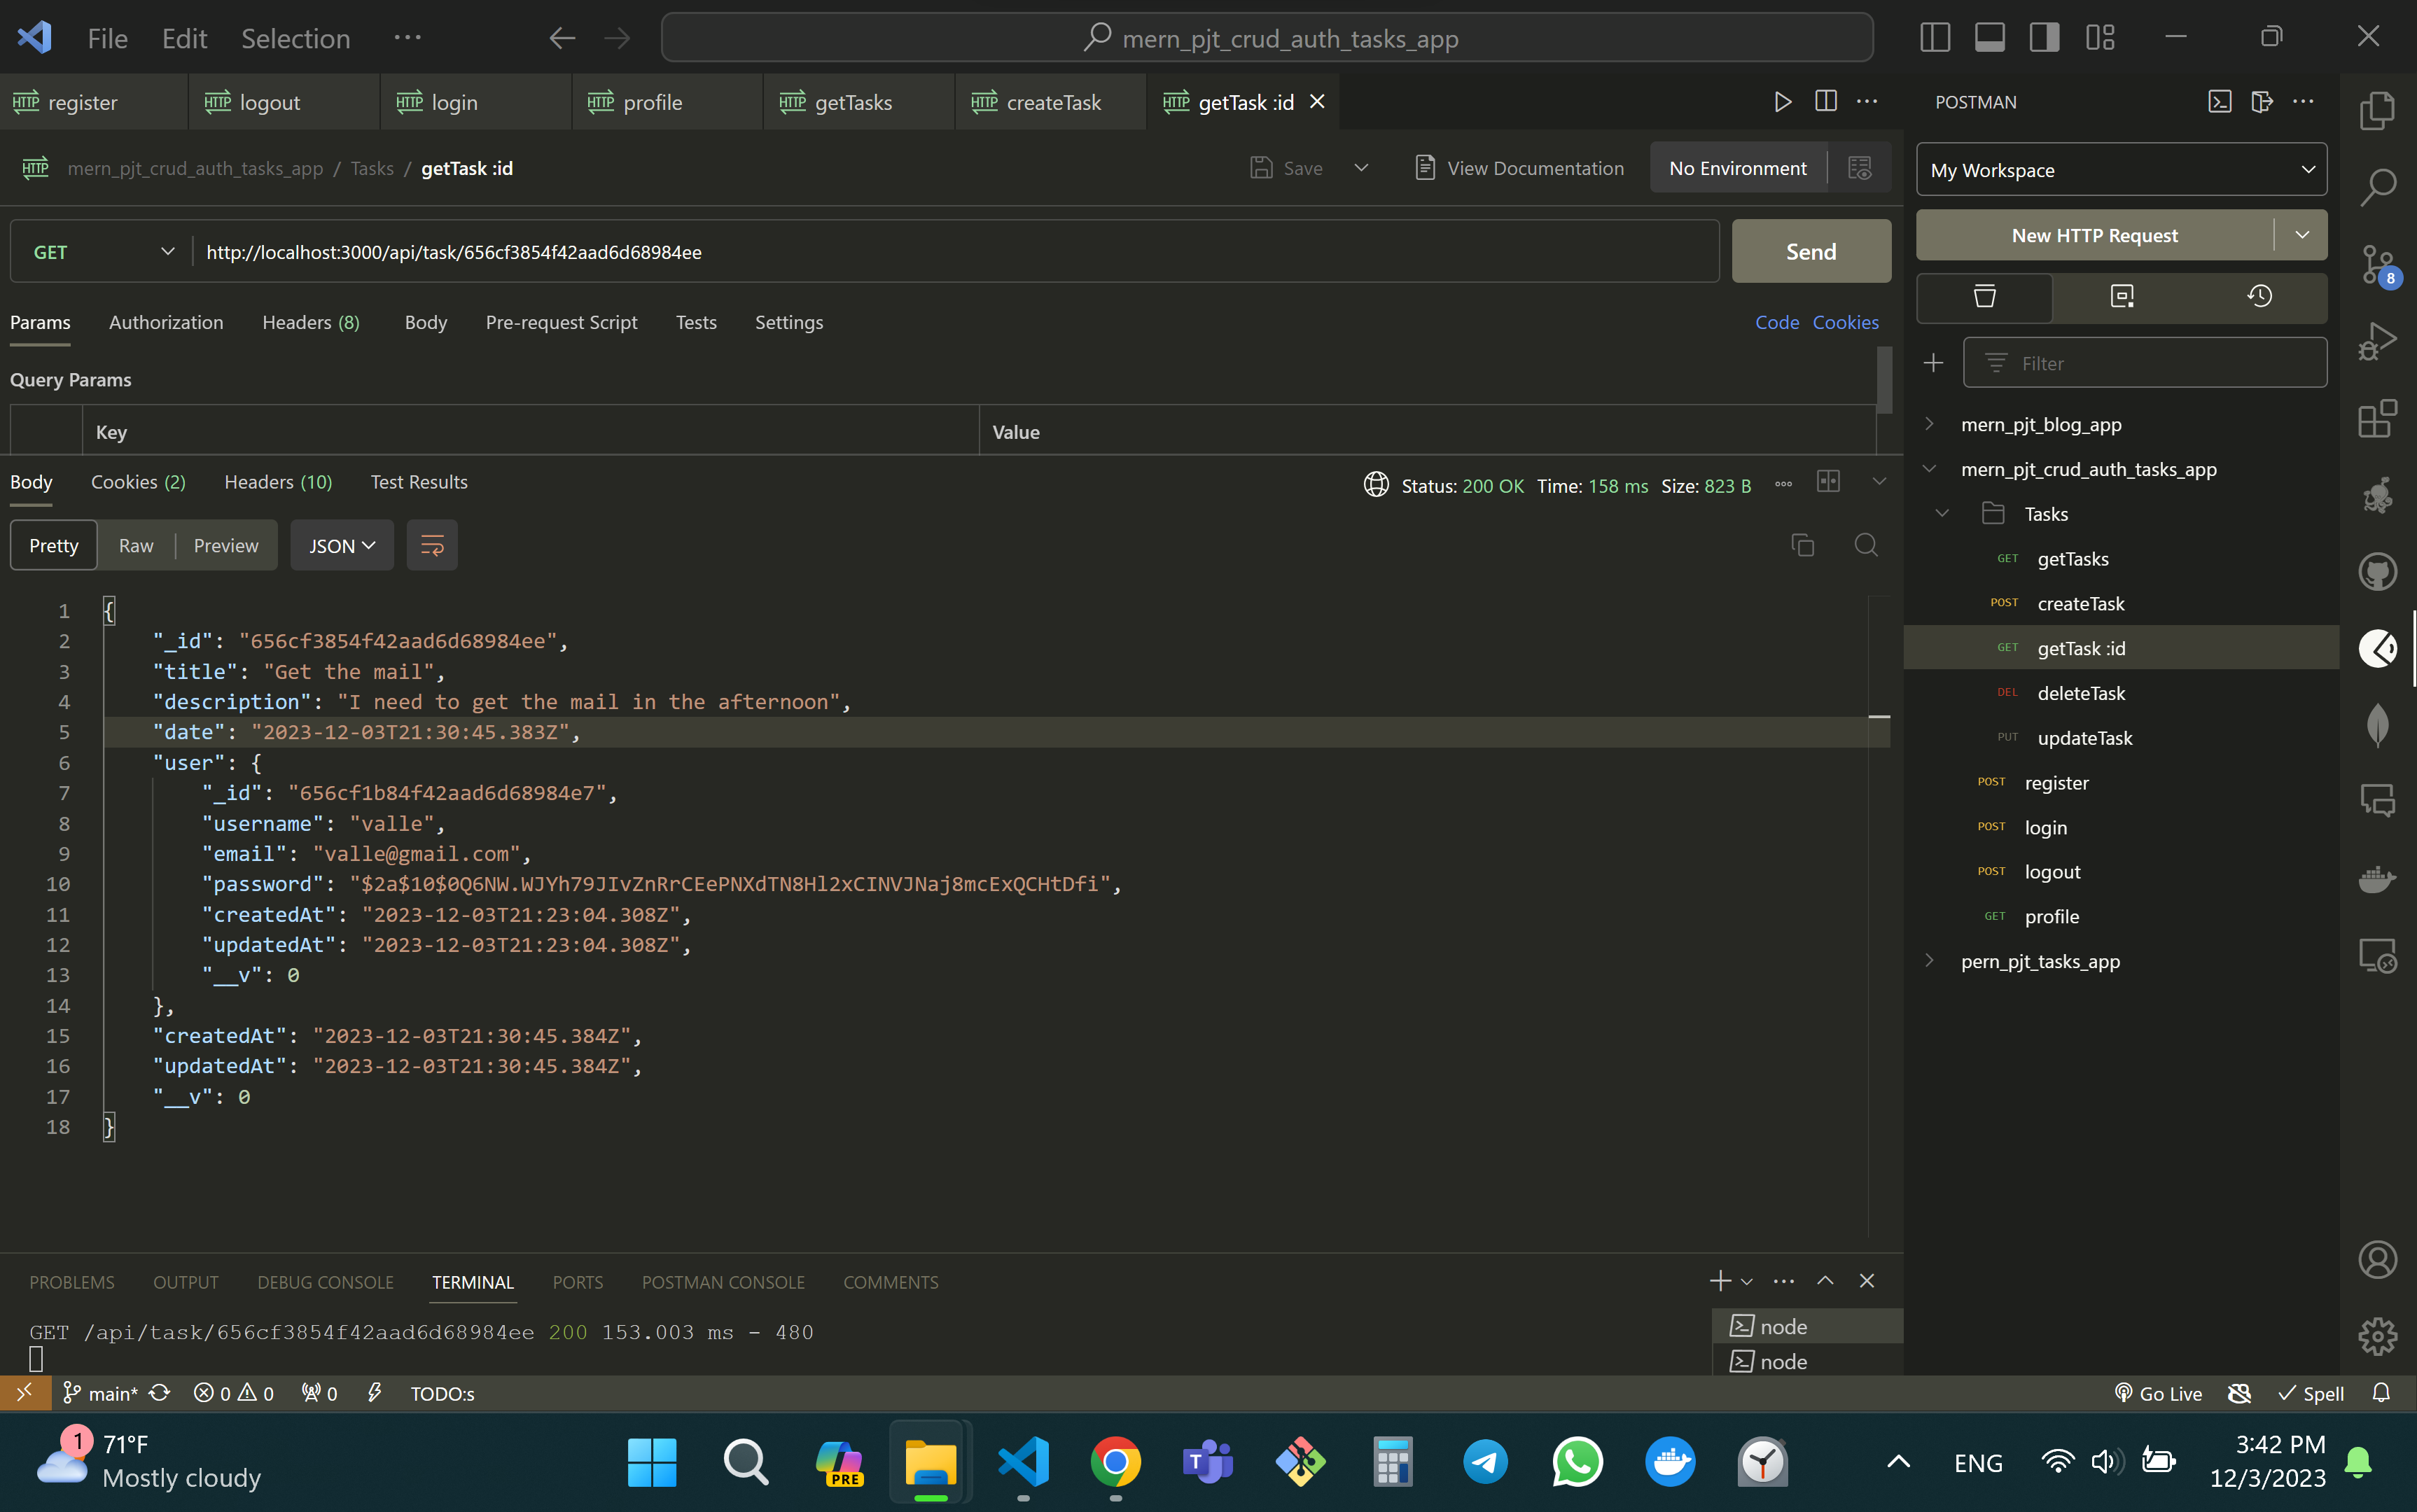 File Edit Selection ··· mern_pjt_crud_auth_tasks_app
HTTP register HTTP logout HTTP login HTTP profile HTTP getTasks HTTP createTask HTTP getTask :id
HTTP mern_pjt_crud_auth_tasks_app / Tasks / getTask :id Save View Documentation No Environment
GET http://localhost:3000/api/task/656cf3854f42aad6d68984ee Send
Params Authorization Headers (8) Body Pre-request Script Tests Settings Code Cookies
Query Params
Key Value
Body Cookies (2) Headers (10) Test Results Status: 200 OK Time: 158 ms Size: 823 B
Pretty Raw Preview JSON
1 {
2 "_id": "656cf3854f42aad6d68984ee",
3 "title": "Get the mail",
4 "description": "I need to get the mail in the afternoon",
5 "date": "2023-12-03T21:30:45.383Z",
6 "user": {
7 "_id": "656cf1b84f42aad6d68984e7",
8 "username": "valle",
9 "email": "valle@gmail.com",
10 "password": "$2a$10$0Q6NW.WJYh79JIvZnRrCEePNXdTN8Hl2xCINVJNaj8mcExQCHtDfi",
11 "createdAt": "2023-12-03T21:23:04.308Z",
12 "updatedAt": "2023-12-03T21:23:04.308Z",
13 "__v": 0
14 },
15 "createdAt": "2023-12-03T21:30:45.384Z",
16 "updatedAt": "2023-12-03T21:30:45.384Z",
17 "__v": 0
18 }
POSTMAN
My Workspace
New HTTP Request
8
Filter
mern_pjt_blog_app
mern_pjt_crud_auth_tasks_app
Tasks
GET getTasks
POST createTask
GET getTask :id
DEL deleteTask
PUT updateTask
POST register
POST login
POST logout
GET profile
pern_pjt_tasks_app
PROBLEMS OUTPUT DEBUG CONSOLE TERMINAL PORTS POSTMAN CONSOLE COMMENTS
GET /api/task/656cf3854f42aad6d68984ee 200 153.003 ms - 480
node
node
main* 0 0 0 TODO:s Go Live Spell
1 71°F
Mostly cloudy
PRE
T
ENG
3:42 PM
12/3/2023